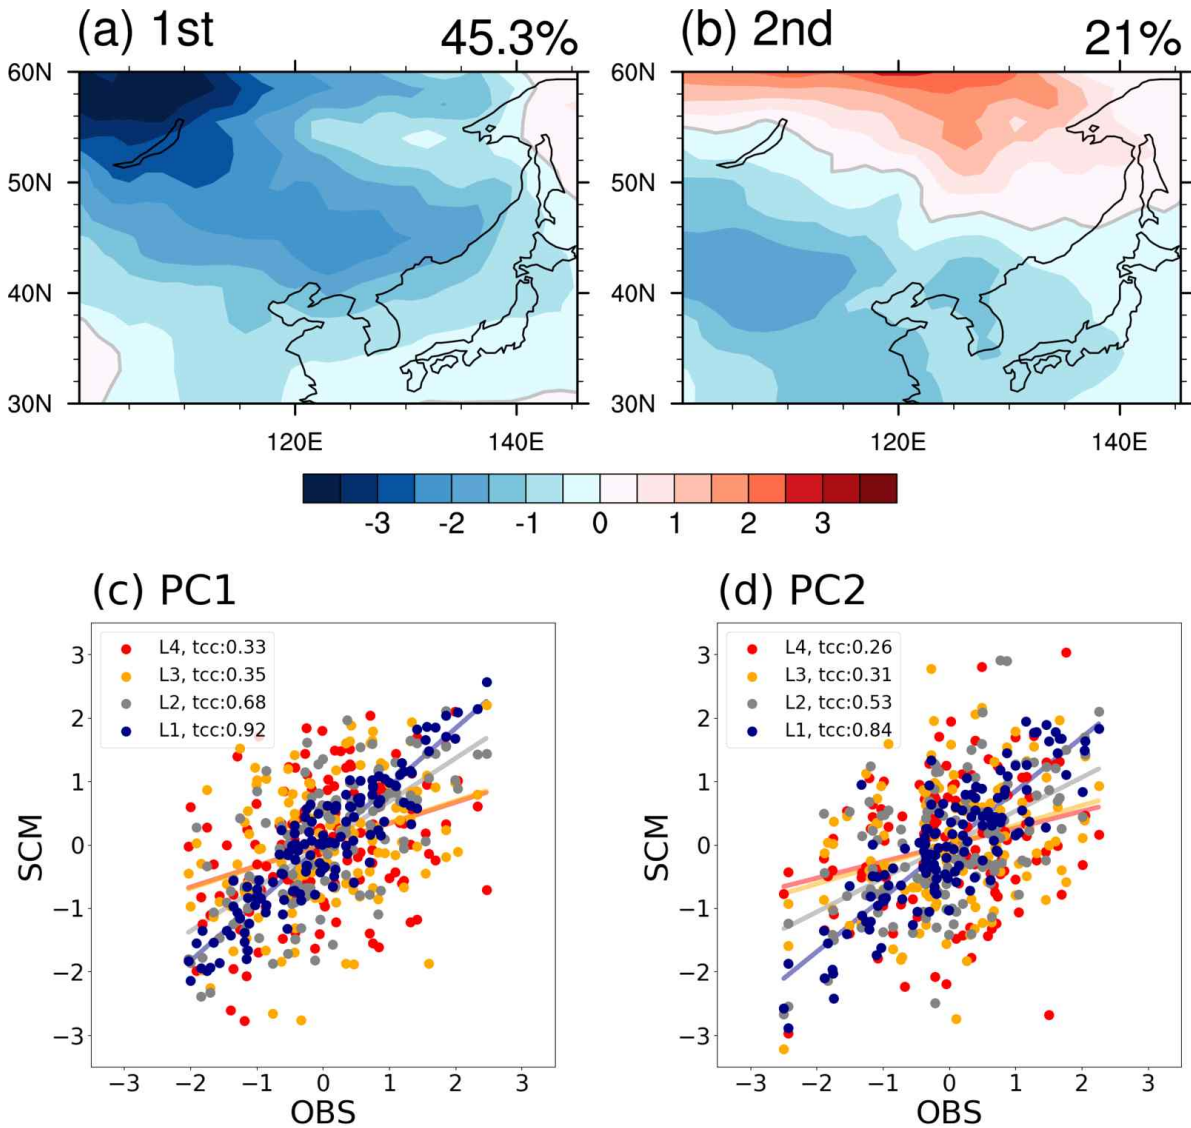 (a) 1st 45.3% (b) 2nd 21%
60N 60N
50N 50N
40N 40N
30N 30N
120E 140E 120E 140E
-3 -2 -1 0 1 2 3
(c) PC1 (d) PC2
L4, tcc:0.33
L3, tcc:0.35
L2, tcc:0.68
L1, tcc:0.92
3
2
1
0
−1
−2
−3
SCM
−3 −2 −1 0 1 2 3
OBS
L4, tcc:0.26
L3, tcc:0.31
L2, tcc:0.53
L1, tcc:0.84
3
2
1
0
−1
−2
−3
SCM
−3 −2 −1 0 1 2 3
OBS